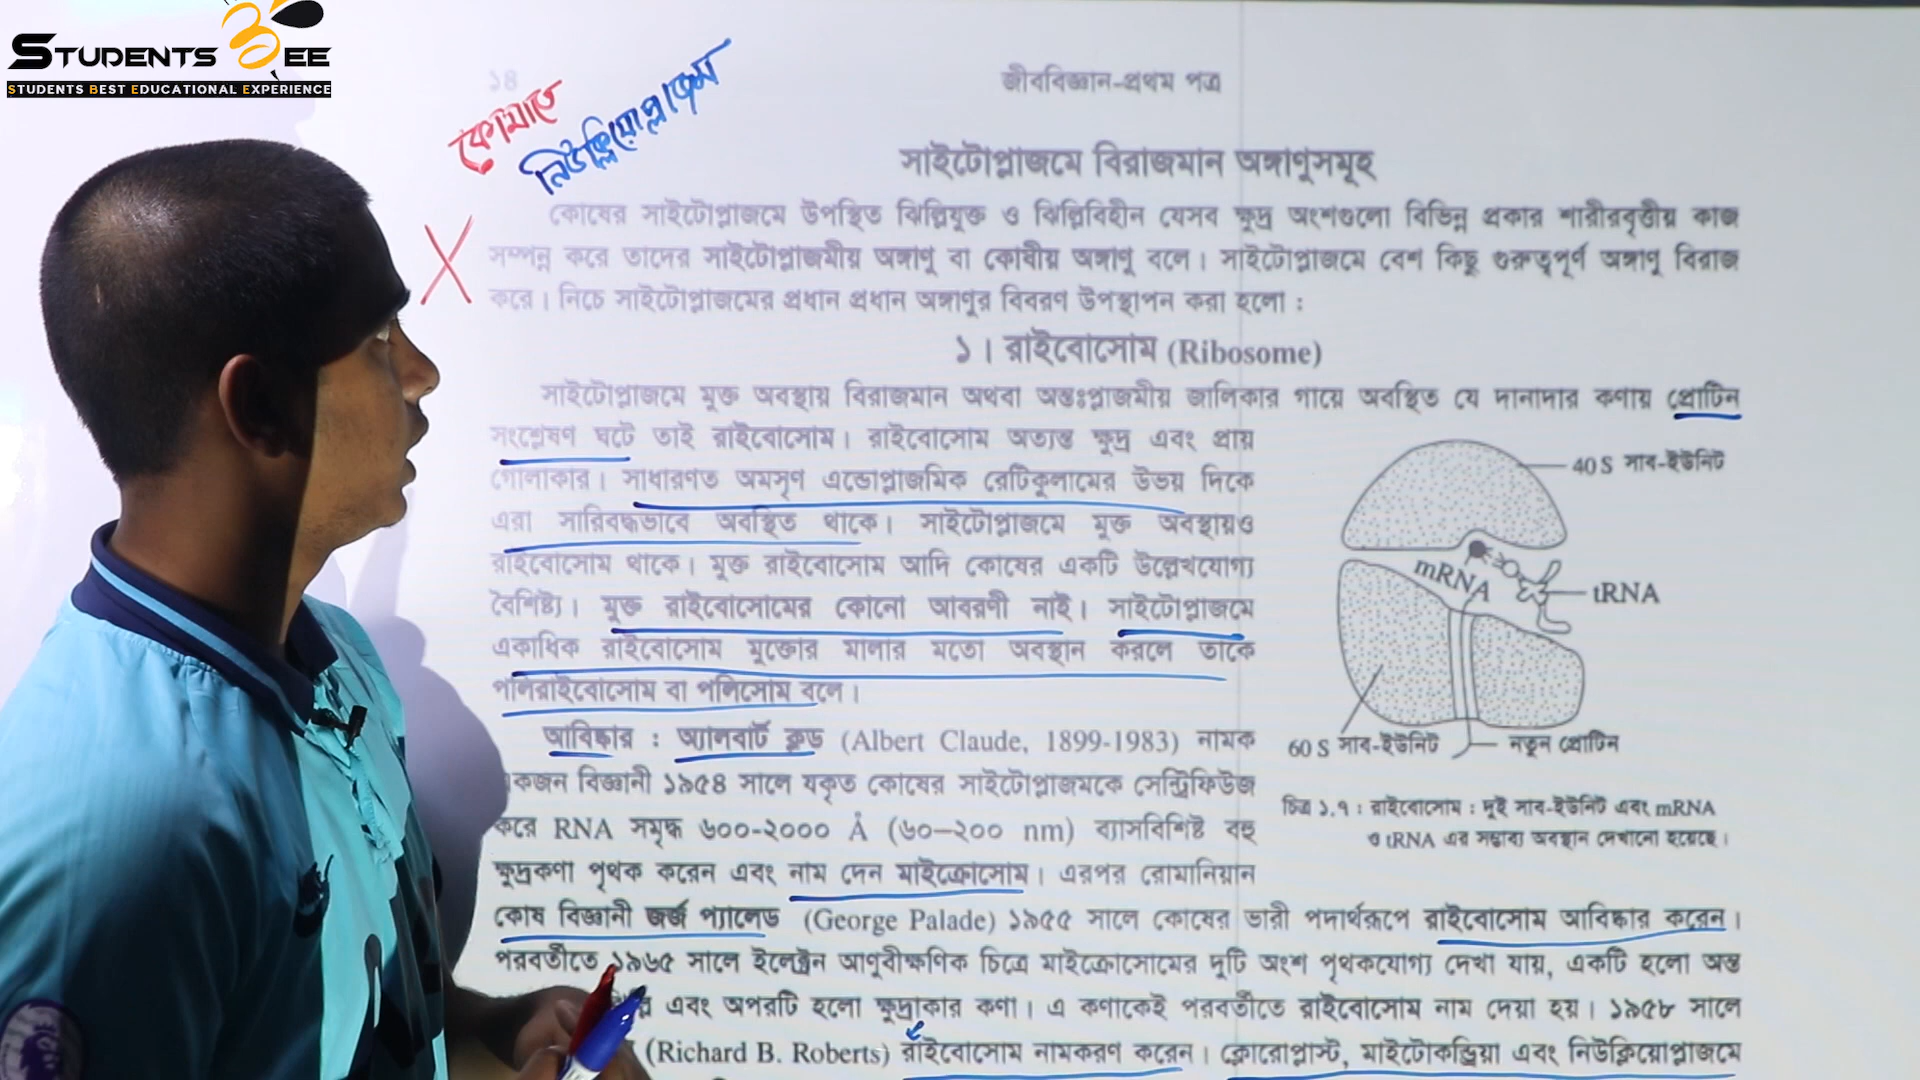 STUDENTS BEE
STUDENTS BEST EDUCATIONAL EXPERIENCE
১৪
জীববিজ্ঞান-প্রথম পত্র
নিউক্লিয়োপ্লাজম
সাইটোপ্লাজমে বিরাজমান অঙ্গাণুসমূহ
কোষের সাইটোপ্লাজমে উপস্থিত ঝিল্লিযুক্ত ও ঝিল্লিবিহীন যেসব ক্ষুদ্র অংশগুলো বিভিন্ন প্রকার শারীরবৃত্তীয় কাজ
সম্পন্ন করে তাদের সাইটোপ্লাজমীয় অঙ্গাণু বা কোষীয় অঙ্গাণু বলে। সাইটোপ্লাজমে বেশ কিছু গুরুত্বপূর্ণ অঙ্গাণু বিরাজ
করে। নিচে সাইটোপ্লাজমের প্রধান প্রধান অঙ্গাণুর বিবরণ উপস্থাপন করা হলো :
১। রাইবোসোম (Ribosome)
সাইটোপ্লাজমে মুক্ত অবস্থায় বিরাজমান অথবা অন্তঃপ্লাজমীয় জালিকার গায়ে অবস্থিত যে দানাদার কণায় প্রোটিন
সংশ্লেষণ ঘটে তাই রাইবোসোম। রাইবোসোম অত্যন্ত ক্ষুদ্র এবং প্রায়
গোলাকার। সাধারণত অমসৃণ এন্ডোপ্লাজমিক রেটিকুলামের উভয় দিকে
এরা সারিবদ্ধভাবে অবস্থিত থাকে। সাইটোপ্লাজমে মুক্ত অবস্থায়ও
রাইবোসোম থাকে। মুক্ত রাইবোসোম আদি কোষের একটি উল্লেখযোগ্য
বৈশিষ্ট্য। মুক্ত রাইবোসোমের কোনো আবরণী নাই। সাইটোপ্লাজমে
একাধিক রাইবোসোম মুক্তোর মালার মতো অবস্থান করলে তাকে
পলিরাইবোসোম বা পলিসোম বলে।
40 S সাব-ইউনিট
mRNA
tRNA
60 S সাব-ইউনিট
নতুন প্রোটিন
চিত্র ১.৭ : রাইবোসোম : দুই সাব-ইউনিট এবং mRNA
ও tRNA এর সম্ভাব্য অবস্থান দেখানো হয়েছে।
আবিষ্কার : অ্যালবার্ট ক্লড (Albert Claude, 1899-1983) নামক
একজন বিজ্ঞানী ১৯৫৪ সালে যকৃত কোষের সাইটোপ্লাজমকে সেন্ট্রিফিউজ
করে RNA সমৃদ্ধ ৬০০-২০০০ Å (৬০–২০০ nm) ব্যাসবিশিষ্ট বহু
ক্ষুদ্রকণা পৃথক করেন এবং নাম দেন মাইক্রোসোম। এরপর রোমানিয়ান
কোষ বিজ্ঞানী জর্জ প্যালেড (George Palade) ১৯৫৫ সালে কোষের ভারী পদার্থরূপে রাইবোসোম আবিষ্কার করেন।
পরবর্তীতে ১৯৬৫ সালে ইলেক্ট্রন আণুবীক্ষণিক চিত্রে মাইক্রোসোমের দুটি অংশ পৃথকযোগ্য দেখা যায়, একটি হলো অন্ত
এবং অপরটি হলো ক্ষুদ্রাকার কণা। এ কণাকেই পরবর্তীতে রাইবোসোম নাম দেয়া হয়। ১৯৫৮ সালে
(Richard B. Roberts) রাইবোসোম নামকরণ করেন। ক্লোরোপ্লাস্ট, মাইটোকন্ড্রিয়া এবং নিউক্লিয়োপ্লাজমে